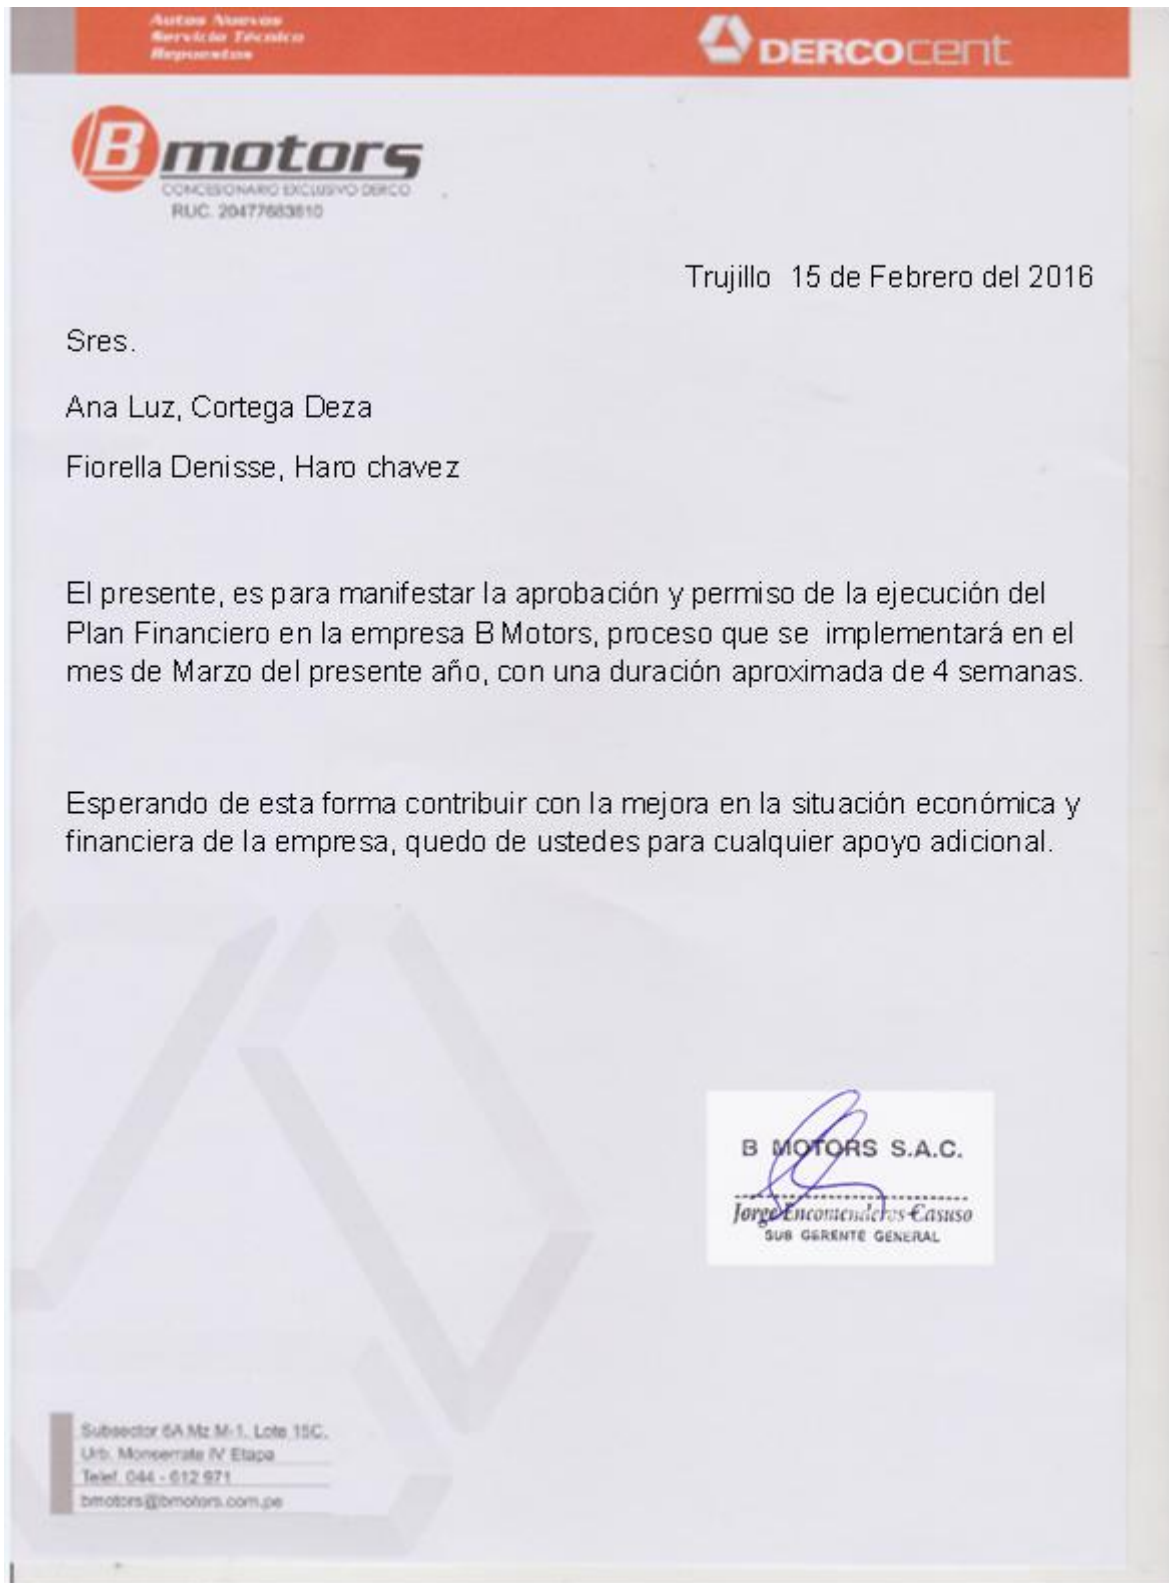 Autos Nuevos
Servicio Técnico
Repuestos
DERCOCENT
B motors
CONCESIONARIO EXCLUSIVO DERCO
RUC. 20477683810
Trujillo 15 de Febrero del 2016
Sres.
Ana Luz, Cortega Deza
Fiorella Denisse, Haro chavez
El presente, es para manifestar la aprobación y permiso de la ejecución del
Plan Financiero en la empresa B Motors, proceso que se implementará en el
mes de Marzo del presente año, con una duración aproximada de 4 semanas.
Esperando de esta forma contribuir con la mejora en la situación económica y
financiera de la empresa, quedo de ustedes para cualquier apoyo adicional.
B MOTORS S.A.C.
Jorge Encomenderos Casuso
SUB GERENTE GENERAL
Subsector 6A Mz M-1. Lote 15C.
Urb. Monserrate IV Etapa
Telef. 044 - 612 971
bmotors@bmotors.com.pe